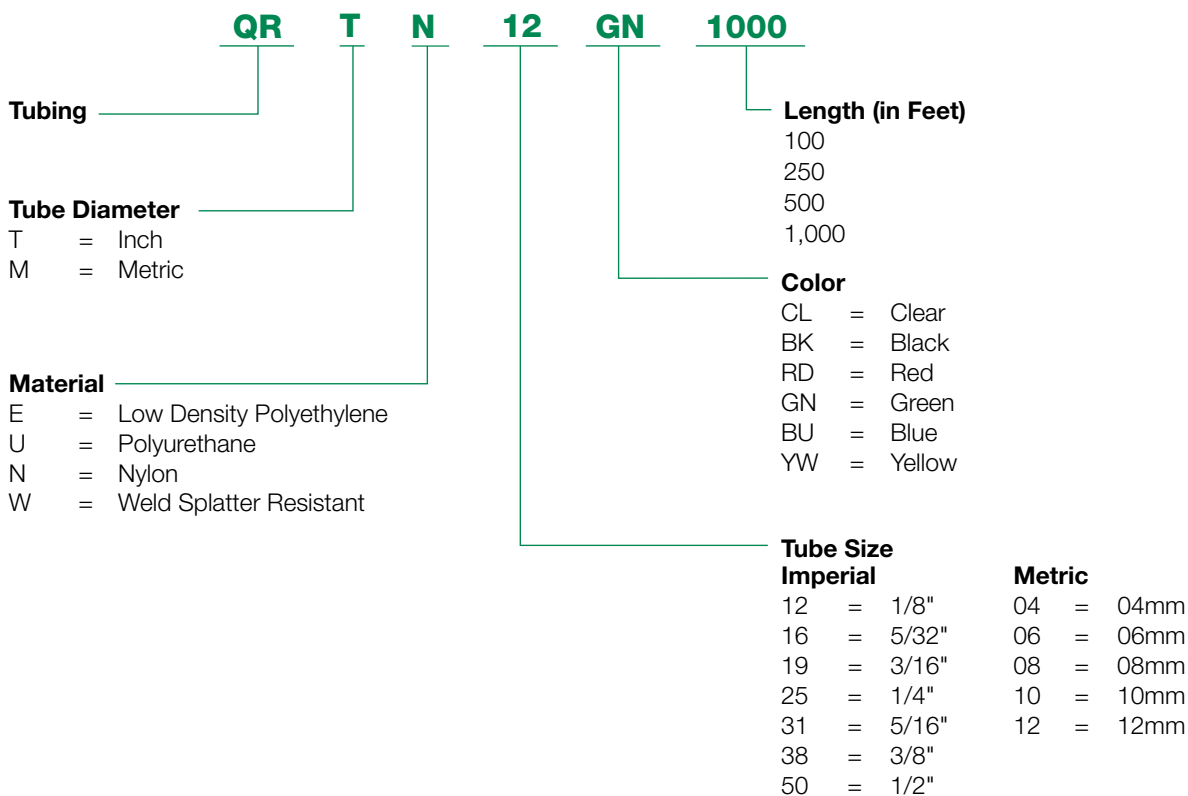 QR T N 12 GN 1000
Tubing
Tube Diameter
T = Inch
M = Metric
Material
E = Low Density Polyethylene
U = Polyurethane
N = Nylon
W = Weld Splatter Resistant
Length (in Feet)
100
250
500
1,000
Color
CL = Clear
BK = Black
RD = Red
GN = Green
BU = Blue
YW = Yellow
Tube Size
Imperial Metric
12 = 1/8" 04 = 04mm
16 = 5/32" 06 = 06mm
19 = 3/16" 08 = 08mm
25 = 1/4" 10 = 10mm
31 = 5/16" 12 = 12mm
38 = 3/8"
50 = 1/2"